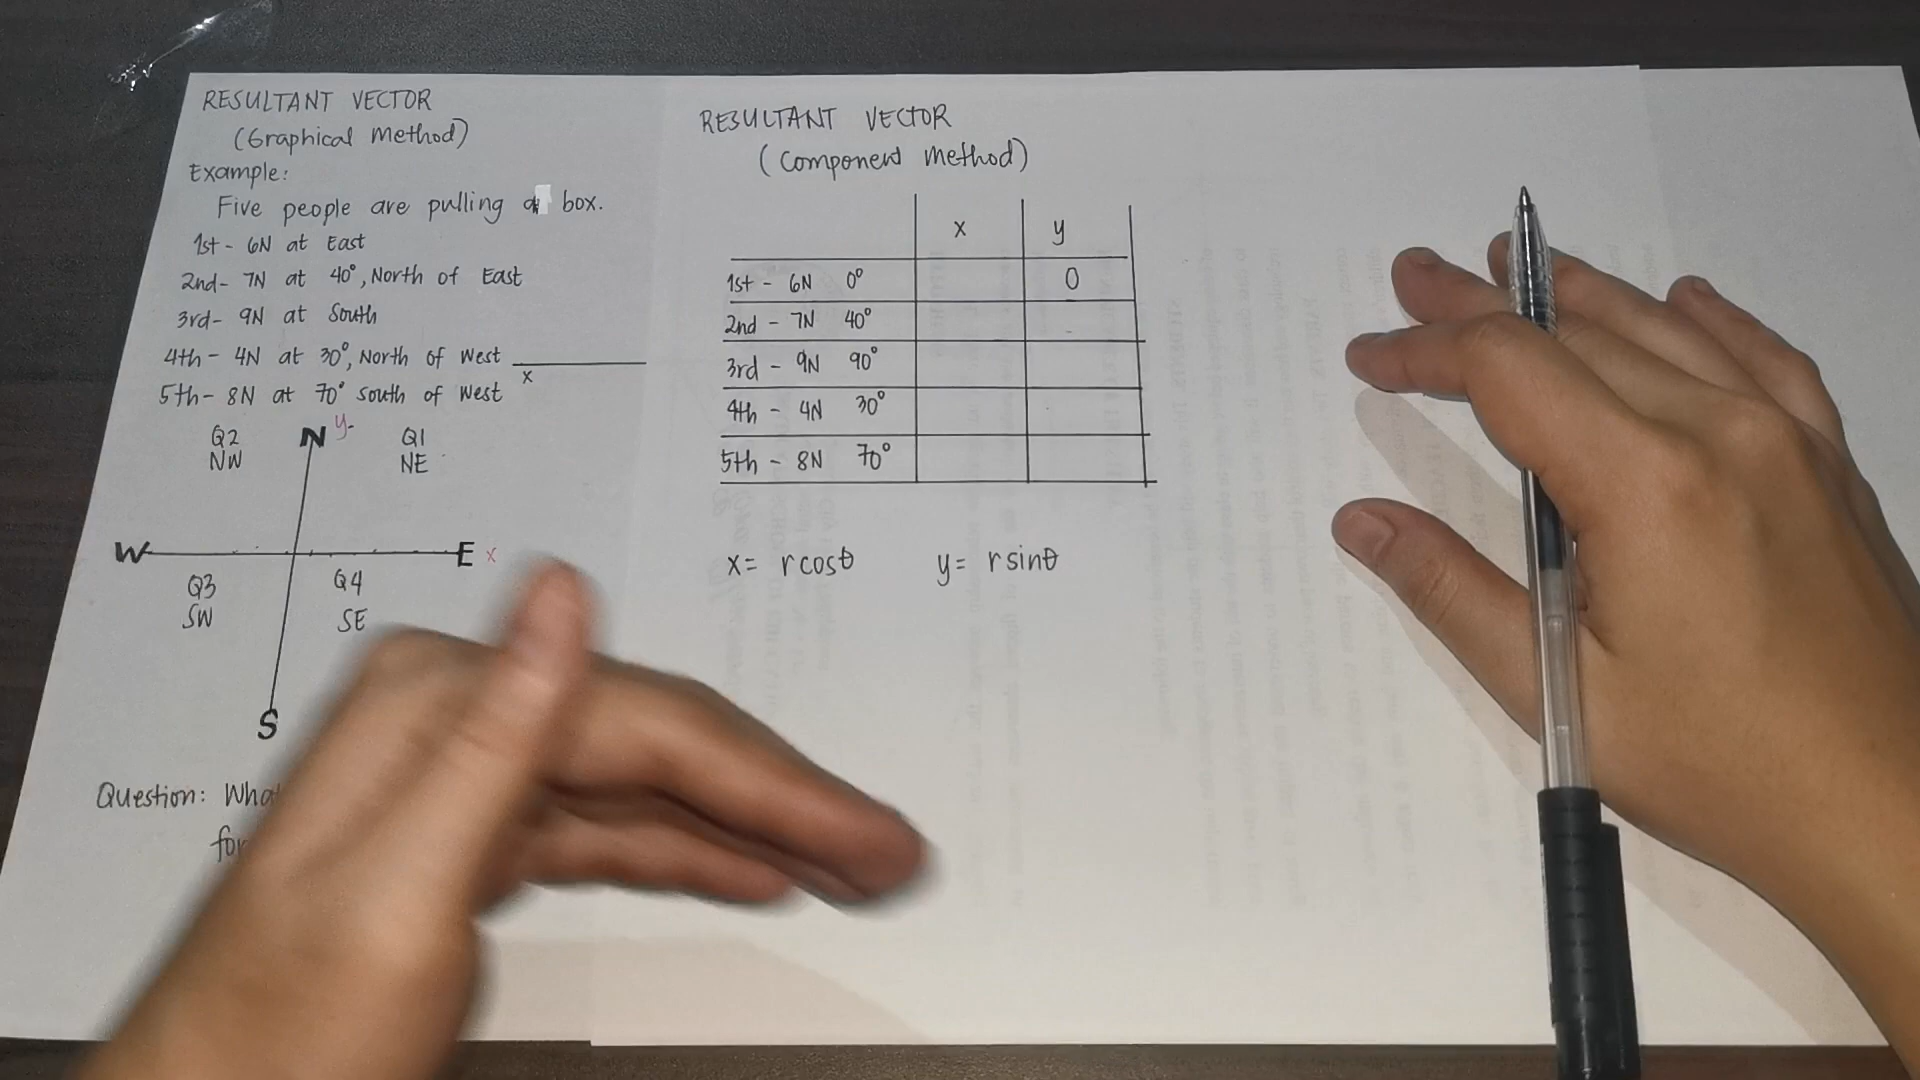 RESULTANT VECTOR
(Graphical Method)
Example:
Five people are pulling a box.
1st - 6N at East
2nd - 7N at 40°, North of East
3rd - 9N at South
4th - 4N at 30°, North of West
x
5th - 8N at 70° South of West
Q2 N y Q1
NW NE
W E x
Q3 Q4
SW SE
S
Question:
RESULTANT VECTOR
(Component Method)
x y
1st - 6N 0° 0
2nd - 7N 40°
3rd - 9N 90°
4th - 4N 30°
5th - 8N 70°
x = r cosθ y = r sinθ